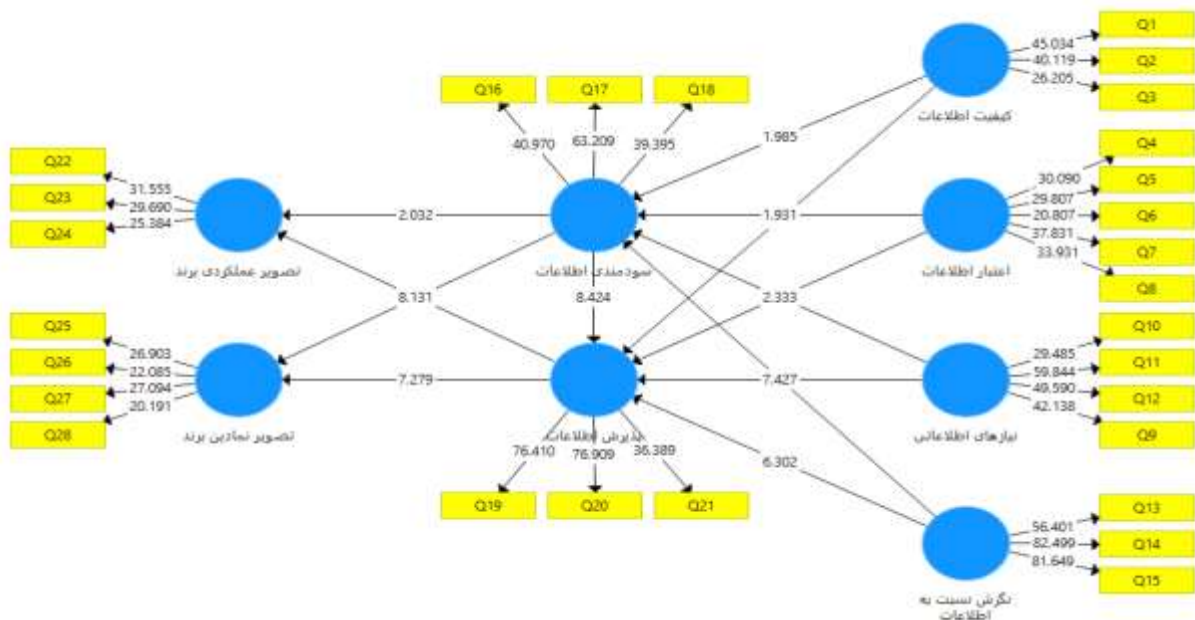 Q1
45.034
Q2
40.119
Q3
26.205
کیفیت اطلاعات
Q4
30.090
Q5
29.807
Q6
20.807
Q7
37.831
Q8
33.931
اعتبار اطلاعات
Q10
29.485
Q11
59.844
Q12
49.590
Q9
42.138
نیازهای اطلاعاتی
Q13
56.401
Q14
82.499
Q15
81.649
نگرش نسبت به
اطلاعات
1.985
1.931
2.333
7.427
6.302
Q16
Q17
Q18
40.970
63.209
39.395
سودمندی اطلاعات
8.424
پذیرش اطلاعات
76.410
76.909
36.389
Q19
Q20
Q21
2.032
8.131
7.279
Q22
31.555
Q23
29.690
Q24
25.384
تصویر عملکردی برند
Q25
26.903
Q26
22.085
Q27
27.094
Q28
20.191
تصویر نمادین برند